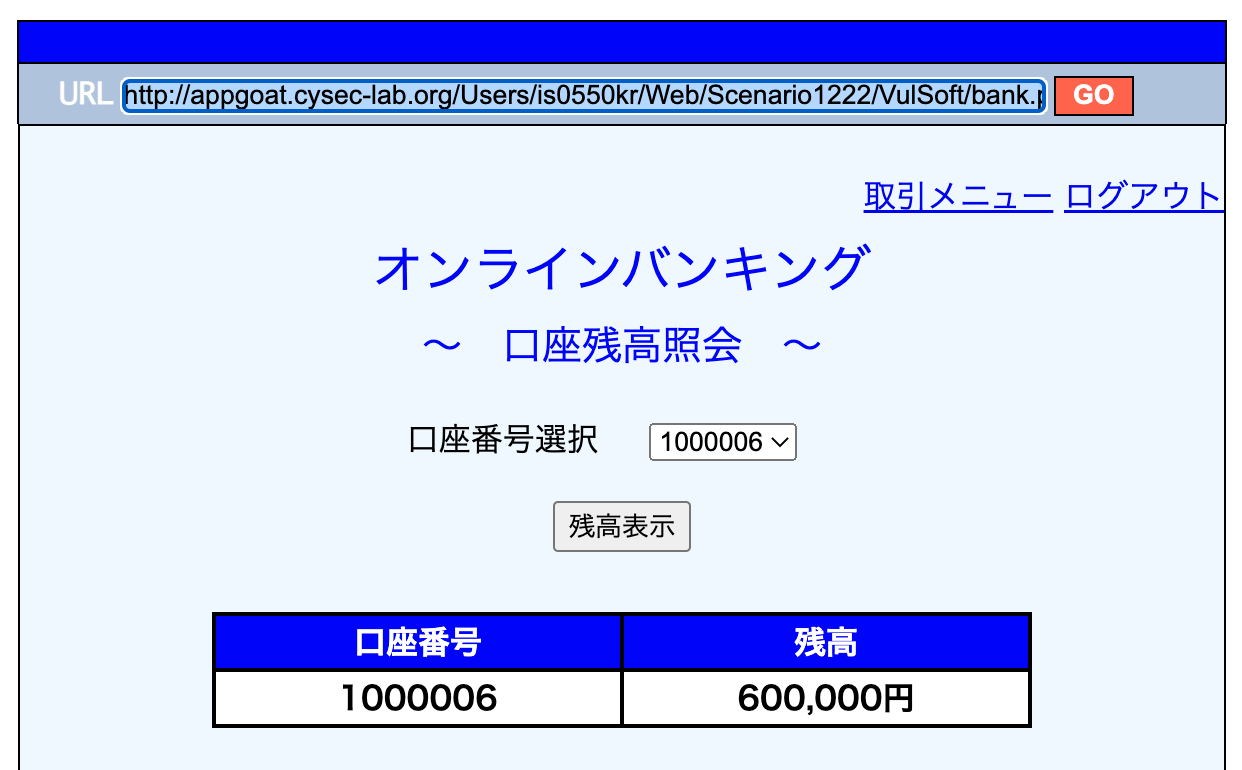 URL http://appgoat.cysec-lab.org/Users/is0550kr/Web/Scenario1222/VulSoft/bank.p GO
取引メニュー ログアウト
オンラインバンキング
～ 口座残高照会 ～
口座番号選択 1000006
残高表示
口座番号 残高
1000006 600,000円